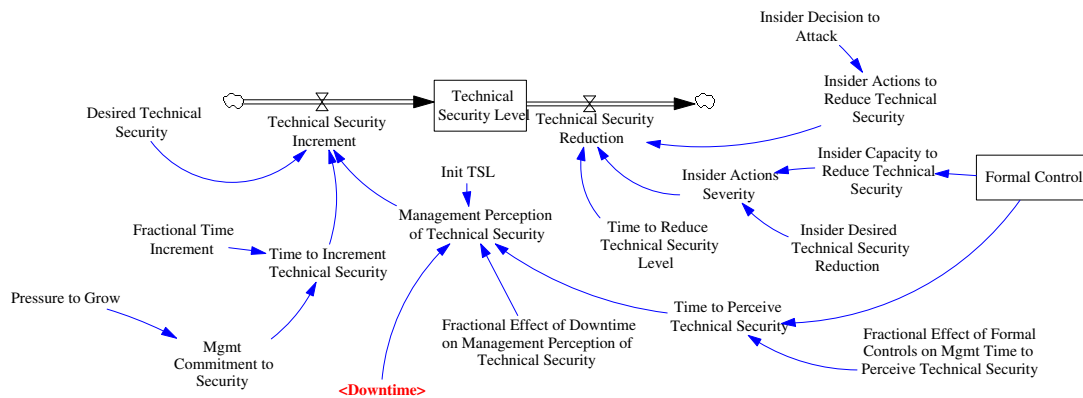 Insider Decision to
Attack
Desired Technical
Security
Technical Security
Increment
Technical
Security Level
Technical Security
Reduction
Insider Actions to
Reduce Technical
Security
Init TSL
Insider Actions
Severity
Insider Capacity to
Reduce Technical
Security
Formal Control
Management Perception
of Technical Security
Fractional Time
Increment
Time to Increment
Technical Security
Time to Reduce
Technical Security
Level
Insider Desired
Technical Security
Reduction
Pressure to Grow
Mgmt
Commitment to
Security
Fractional Effect of Downtime
on Management Perception of
Technical Security
Time to Perceive
Technical Security
Fractional Effect of Formal
Controls on Mgmt Time to
Perceive Technical Security
<Downtime>